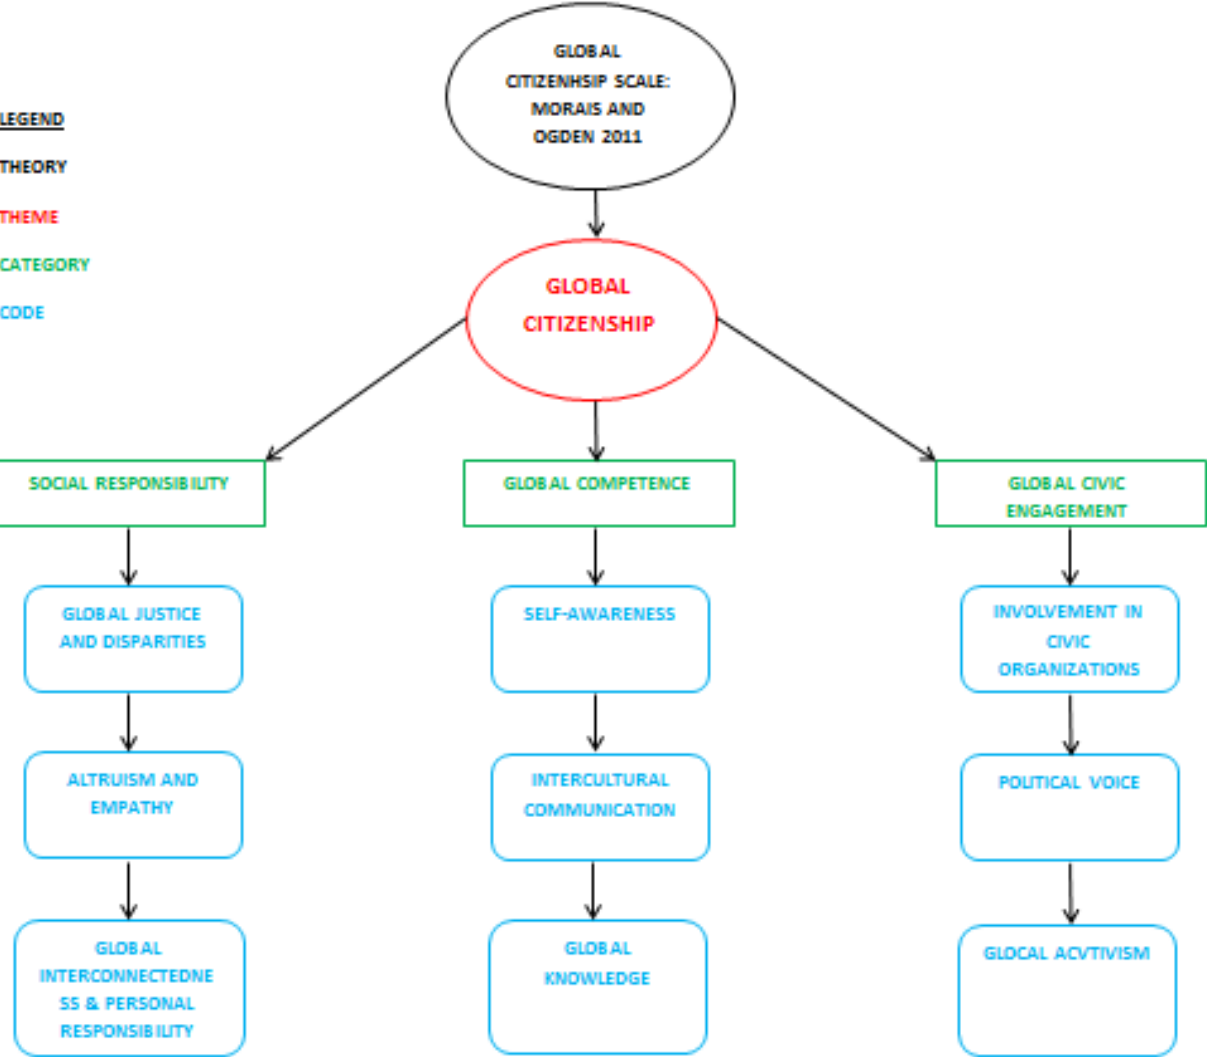 GLOBAL
CITIZENHSIP SCALE:
MORAIS AND
OGDEN 2011
LEGEND
THEORY
THEME
CATEGORY
CODE
GLOBAL
CITIZENSHIP
SOCIAL RESPONSIBILITY
GLOBAL COMPETENCE
GLOBAL CIVIC
ENGAGEMENT
GLOBAL JUSTICE
AND DISPARITIES
SELF-AWARENESS
INVOLVEMENT IN
CIVIC
ORGANIZATIONS
ALTRUISM AND
EMPATHY
INTERCULTURAL
COMMUNICATION
POLITICAL VOICE
GLOBAL
INTERCONNECTEDNE
SS & PERSONAL
RESPONSIBILITY
GLOBAL
KNOWLEDGE
GLOCAL ACVTIVISM